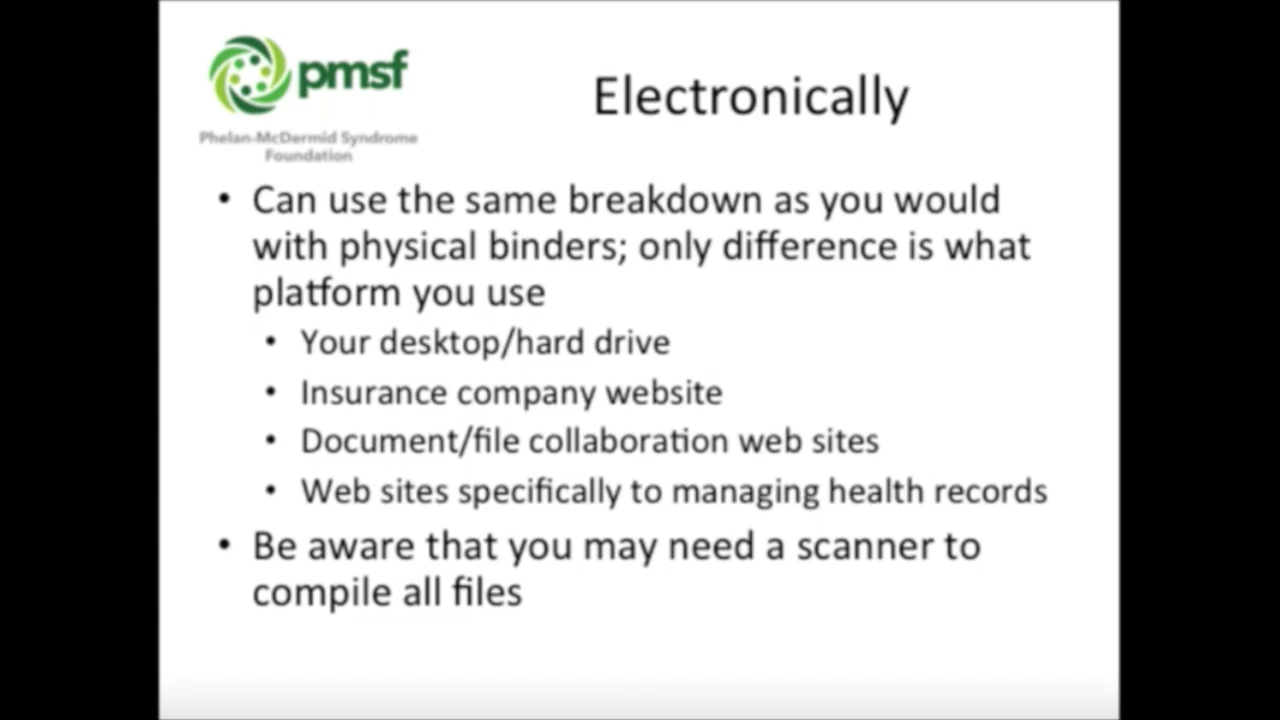 pmsf
Phelan-McDermid Syndrome
Foundation
Electronically
• Can use the same breakdown as you would
with physical binders; only difference is what
platform you use
• Your desktop/hard drive
• Insurance company website
• Document/file collaboration web sites
• Web sites specifically to managing health records
• Be aware that you may need a scanner to
compile all files